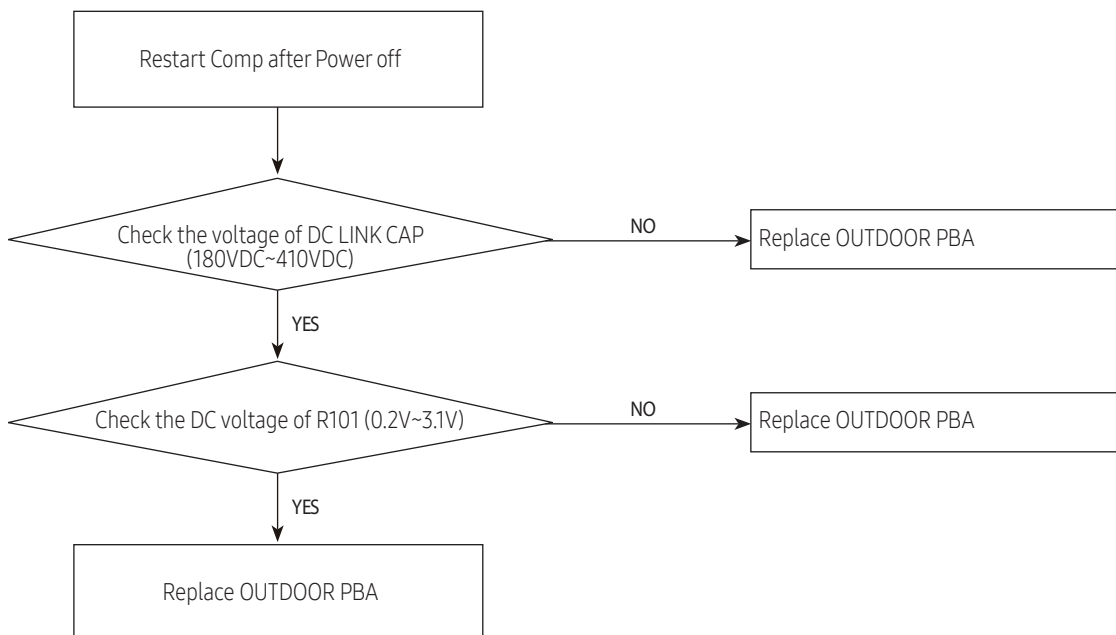 Restart Comp after Power off
Check the voltage of DC LINK CAP
(180VDC~410VDC)
NO
Replace OUTDOOR PBA
YES
Check the DC voltage of R101 (0.2V~3.1V)
NO
Replace OUTDOOR PBA
YES
Replace OUTDOOR PBA